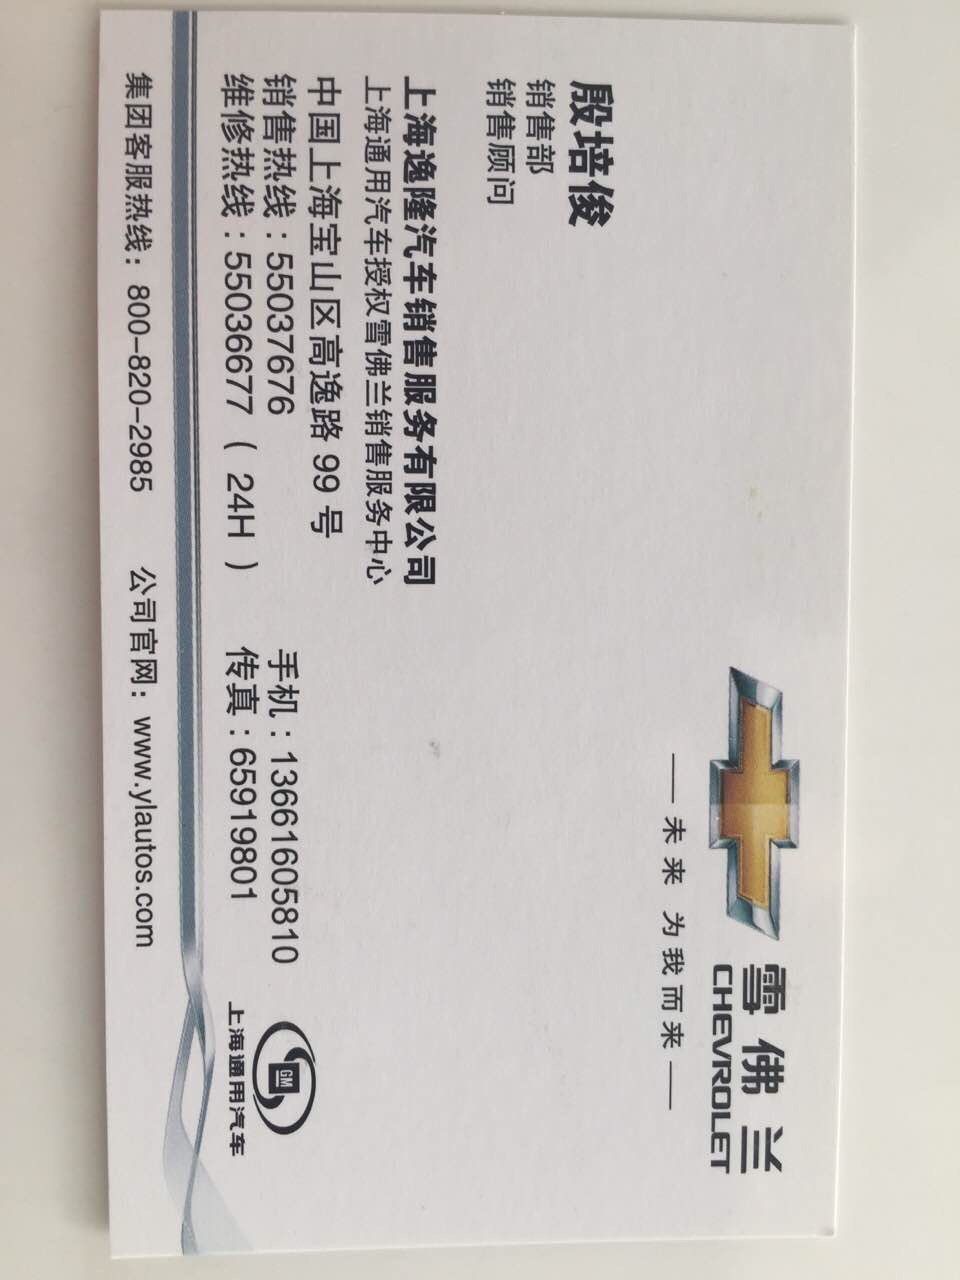 雪佛兰
CHEVROLET
— 未来 为我而来 —
殷培俊
销售部
销售顾问
上海逸隆汽车销售服务有限公司
上海通用汽车授权雪佛兰销售服务中心
中国上海宝山区高逸路 99 号
销售热线：55037676 手机：13661605810
维修热线：55036677（24H） 传真：65919801
GM
上海通用汽车
集团客服热线：800-820-2985 公司官网：www.ylautos.com